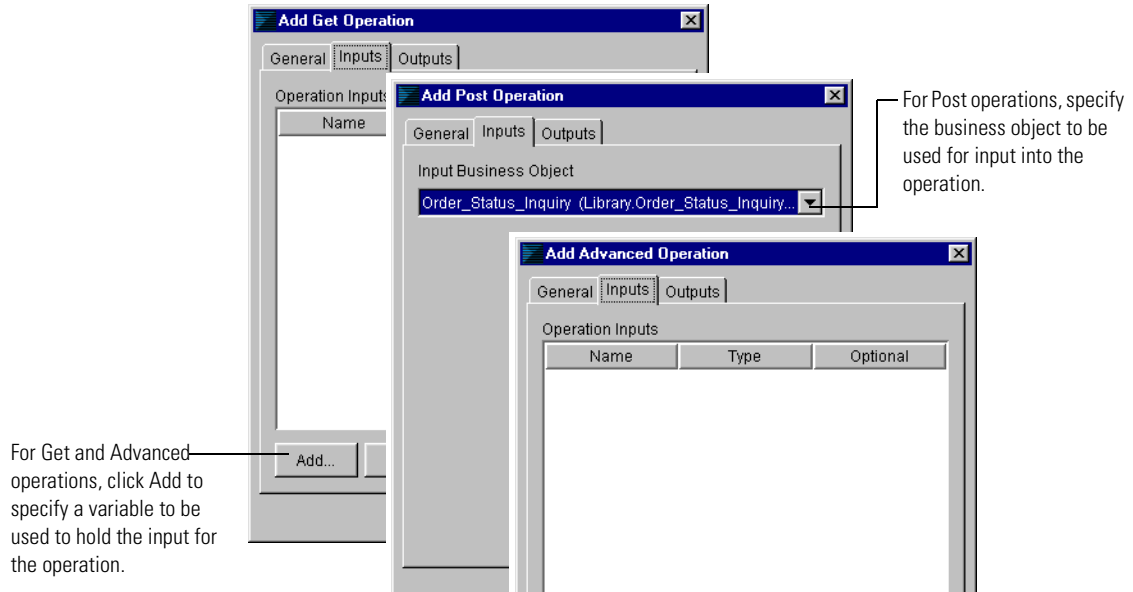 Add Get Operation
General Inputs Outputs
Operation Inputs
Name
Add...
Add Post Operation
General Inputs Outputs
Input Business Object
Order_Status_Inquiry (Library.Order_Status_Inquiry...
Add Advanced Operation
General Inputs Outputs
Operation Inputs
Name Type Optional
For Post operations, specify
the business object to be
used for input into the
operation.
For Get and Advanced
operations, click Add to
specify a variable to be
used to hold the input for
the operation.